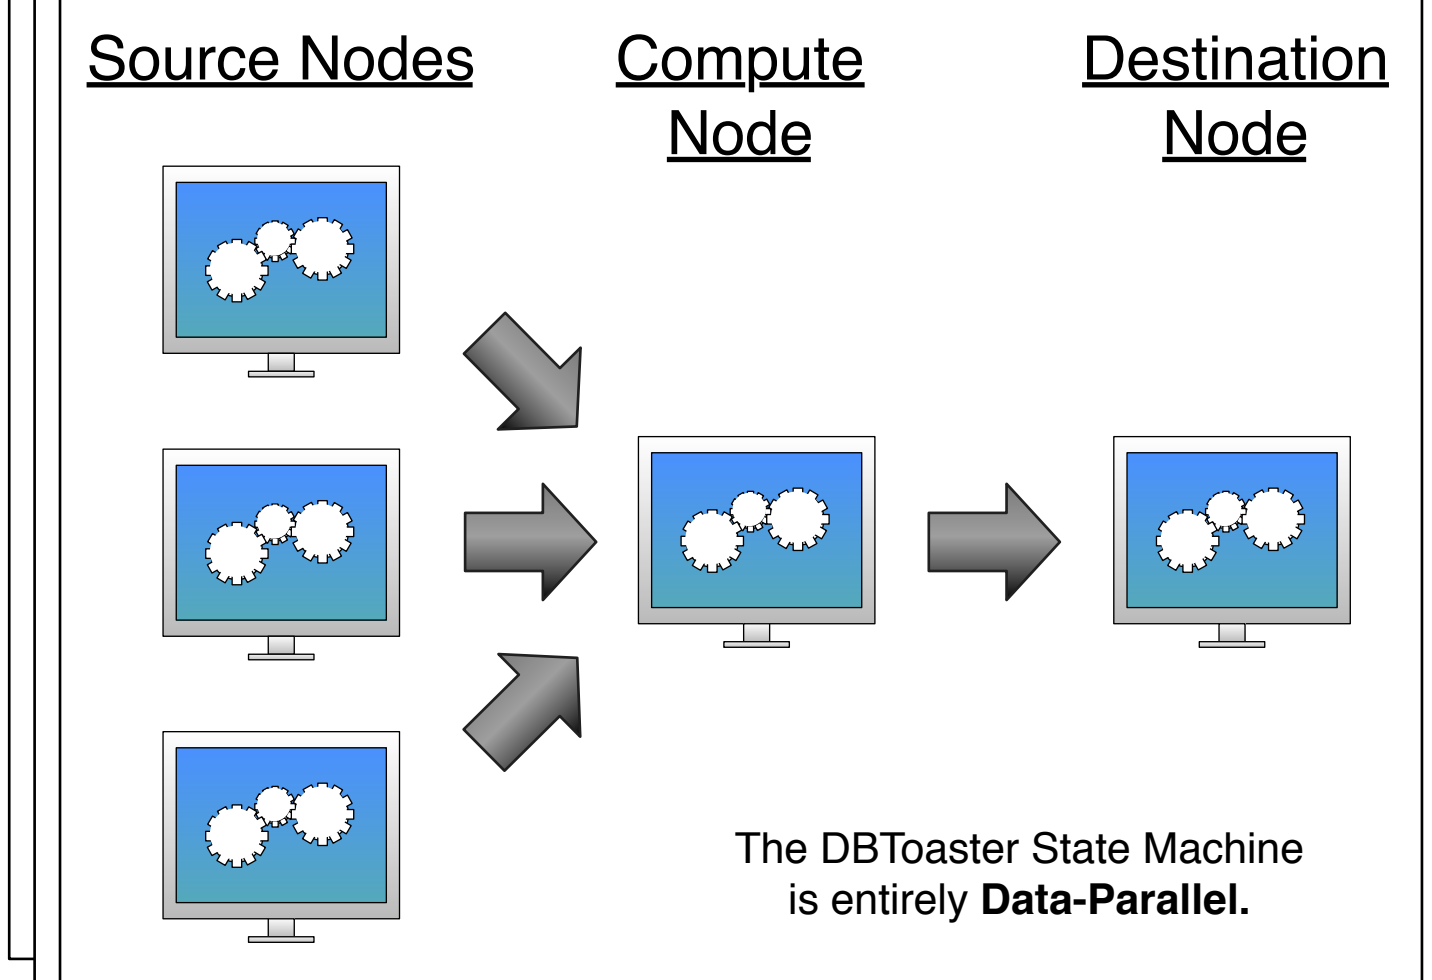 Source Nodes
Compute
Node
Destination
Node
The DBToaster State Machine
is entirely Data-Parallel.